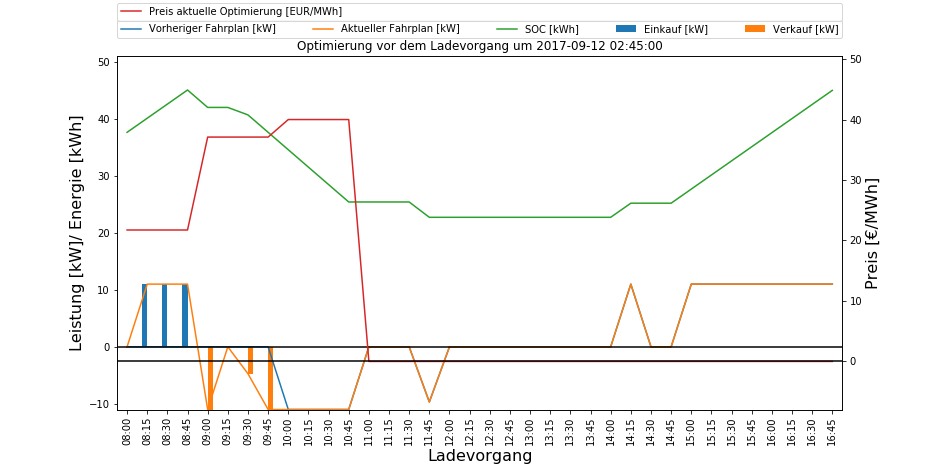 Preis aktuelle Optimierung [EUR/MWh]
Vorheriger Fahrplan [kW] Aktueller Fahrplan [kW] SOC [kWh] Einkauf [kW] Verkauf [kW]
Optimierung vor dem Ladevorgang um 2017-09-12 02:45:00
Leistung [kW]/ Energie [kWh]
50
40
30
20
10
0
−10
50
40
30
20
10
0
Preis [€/MWh]
08:00 08:15 08:30 08:45 09:00 09:15 09:30 09:45 10:00 10:15 10:30 10:45 11:00 11:15 11:30 11:45 12:00 12:15 12:30 12:45 13:00 13:15 13:30 13:45 14:00 14:15 14:30 14:45 15:00 15:15 15:30 15:45 16:00 16:15 16:30 16:45
Ladevorgang